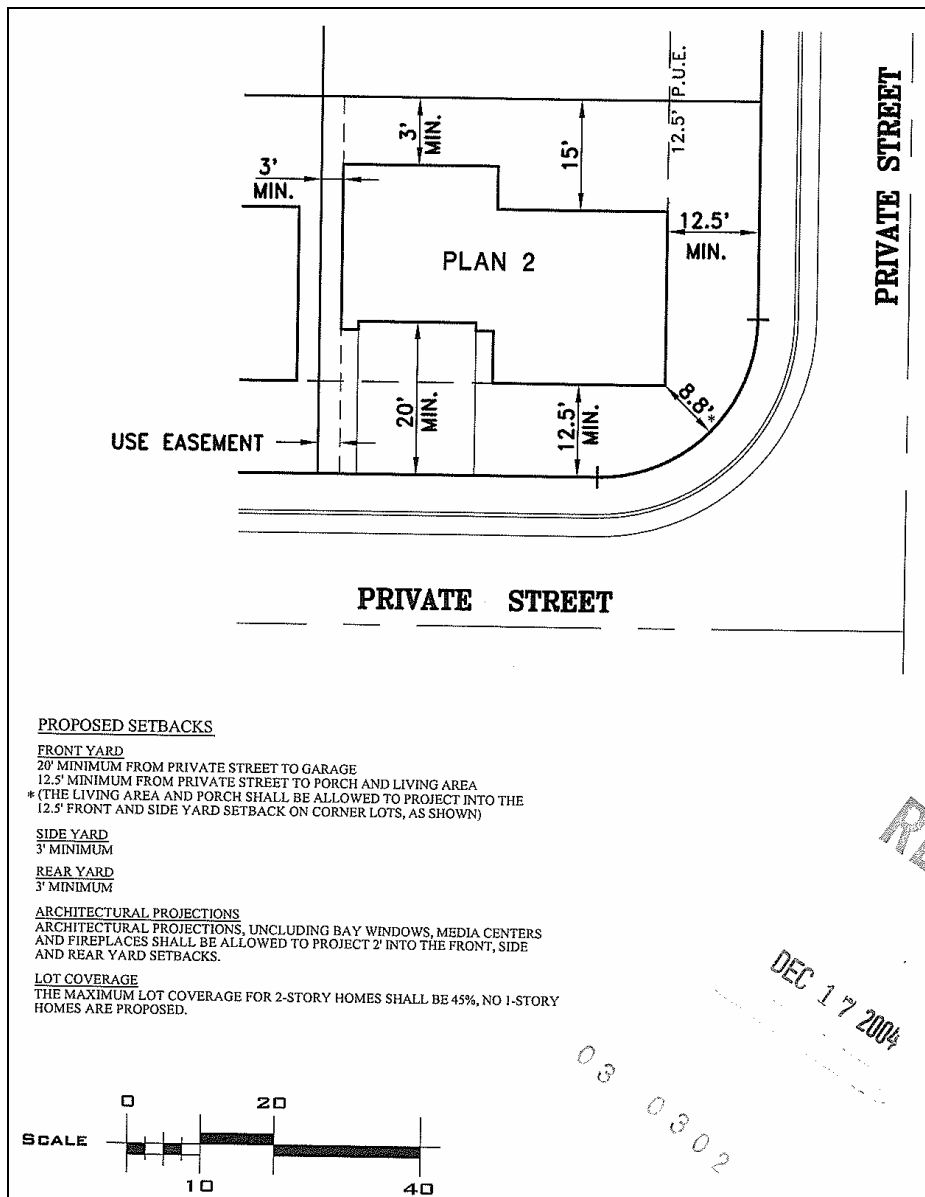 12.5' P.U.E.
PRIVATE STREET
3'
MIN.
15'
3'
MIN.
12.5'
MIN.
PLAN 2
20'
MIN.
12.5'
MIN.
8.8'*
USE EASEMENT
PRIVATE STREET
PROPOSED SETBACKS
FRONT YARD
20' MINIMUM FROM PRIVATE STREET TO GARAGE
12.5' MINIMUM FROM PRIVATE STREET TO PORCH AND LIVING AREA
* (THE LIVING AREA AND PORCH SHALL BE ALLOWED TO PROJECT INTO THE
12.5' FRONT AND SIDE YARD SETBACK ON CORNER LOTS, AS SHOWN)
SIDE YARD
3' MINIMUM
REAR YARD
3' MINIMUM
ARCHITECTURAL PROJECTIONS
ARCHITECTURAL PROJECTIONS, UNCLUDING BAY WINDOWS, MEDIA CENTERS
AND FIREPLACES SHALL BE ALLOWED TO PROJECT 2' INTO THE FRONT, SIDE
AND REAR YARD SETBACKS.
LOT COVERAGE
THE MAXIMUM LOT COVERAGE FOR 2-STORY HOMES SHALL BE 45%, NO 1-STORY
HOMES ARE PROPOSED.
DEC 17 2004
03 0302
0 20
SCALE
10 40